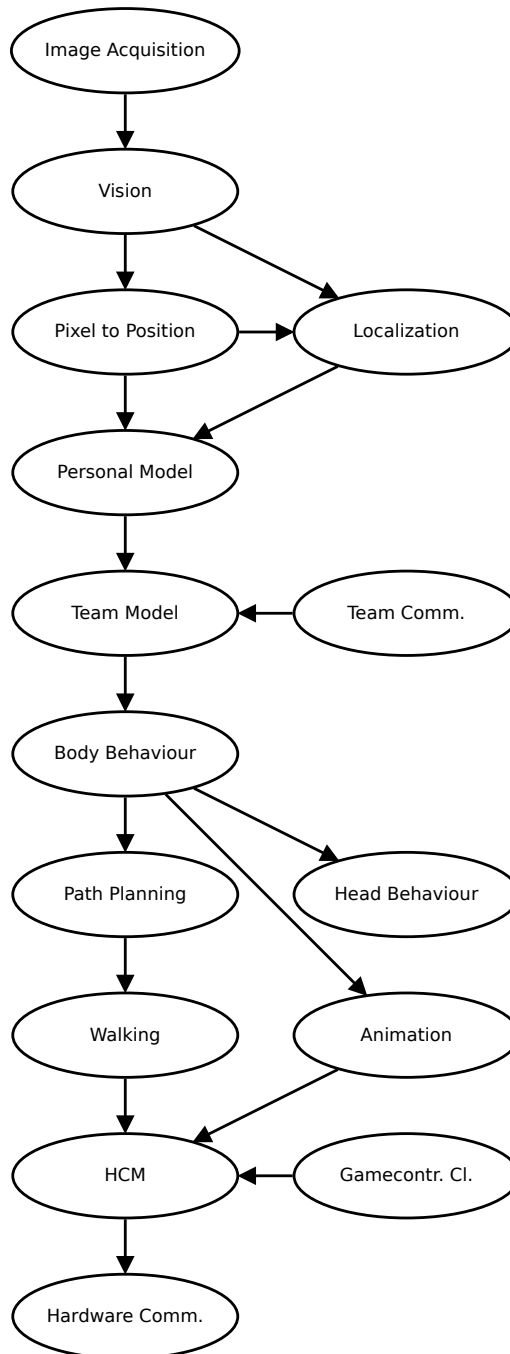 Image Acquisition
Vision
Pixel to Position
Localization
Personal Model
Team Model
Team Comm.
Body Behaviour
Path Planning
Head Behaviour
Walking
Animation
HCM
Gamecontr. Cl.
Hardware Comm.